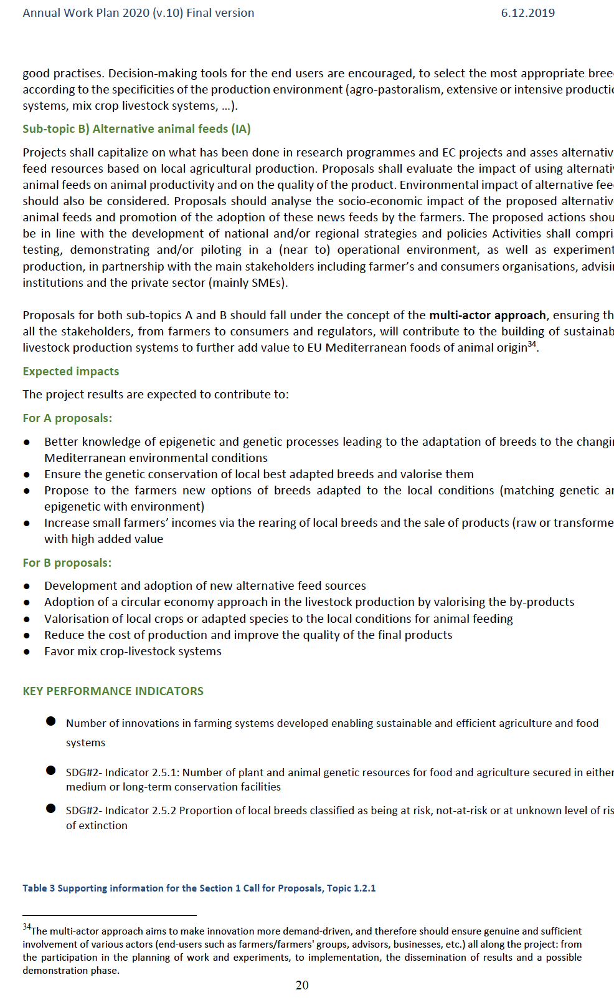 Annual Work Plan 2020 (v.10) Final version 6.12.2019
good practises. Decision-making tools for the end users are encouraged, to select the most appropriate bree
according to the specificities of the production environment (agro-pastoralism, extensive or intensive productio
systems, mix crop livestock systems, ...).
Sub-topic B) Alternative animal feeds (IA)
Projects shall capitalize on what has been done in research programmes and EC projects and asses alternativ
feed resources based on local agricultural production. Proposals shall evaluate the impact of using alternativ
animal feeds on animal productivity and on the quality of the product. Environmental impact of alternative fee
should also be considered. Proposals should analyse the socio-economic impact of the proposed alternativ
animal feeds and promotion of the adoption of these news feeds by the farmers. The proposed actions shou
be in line with the development of national and/or regional strategies and policies Activities shall compri
testing, demonstrating and/or piloting in a (near to) operational environment, as well as experiment
production, in partnership with the main stakeholders including farmer’s and consumers organisations, advisi
institutions and the private sector (mainly SMEs).
Proposals for both sub-topics A and B should fall under the concept of the multi-actor approach, ensuring th
all the stakeholders, from farmers to consumers and regulators, will contribute to the building of sustainab
livestock production systems to further add value to EU Mediterranean foods of animal origin34.
Expected impacts
The project results are expected to contribute to:
For A proposals:
● Better knowledge of epigenetic and genetic processes leading to the adaptation of breeds to the changi
Mediterranean environmental conditions
● Ensure the genetic conservation of local best adapted breeds and valorise them
● Propose to the farmers new options of breeds adapted to the local conditions (matching genetic a
epigenetic with environment)
● Increase small farmers’ incomes via the rearing of local breeds and the sale of products (raw or transforme
with high added value
For B proposals:
● Development and adoption of new alternative feed sources
● Adoption of a circular economy approach in the livestock production by valorising the by-products
● Valorisation of local crops or adapted species to the local conditions for animal feeding
● Reduce the cost of production and improve the quality of the final products
● Favor mix crop-livestock systems
KEY PERFORMANCE INDICATORS
● Number of innovations in farming systems developed enabling sustainable and efficient agriculture and food
systems
● SDG#2- Indicator 2.5.1: Number of plant and animal genetic resources for food and agriculture secured in either
medium or long-term conservation facilities
● SDG#2- Indicator 2.5.2 Proportion of local breeds classified as being at risk, not-at-risk or at unknown level of ris
of extinction
Table 3 Supporting information for the Section 1 Call for Proposals, Topic 1.2.1
34The multi-actor approach aims to make innovation more demand-driven, and therefore should ensure genuine and sufficient
involvement of various actors (end-users such as farmers/farmers' groups, advisors, businesses, etc.) all along the project: from
the participation in the planning of work and experiments, to implementation, the dissemination of results and a possible
demonstration phase.
20